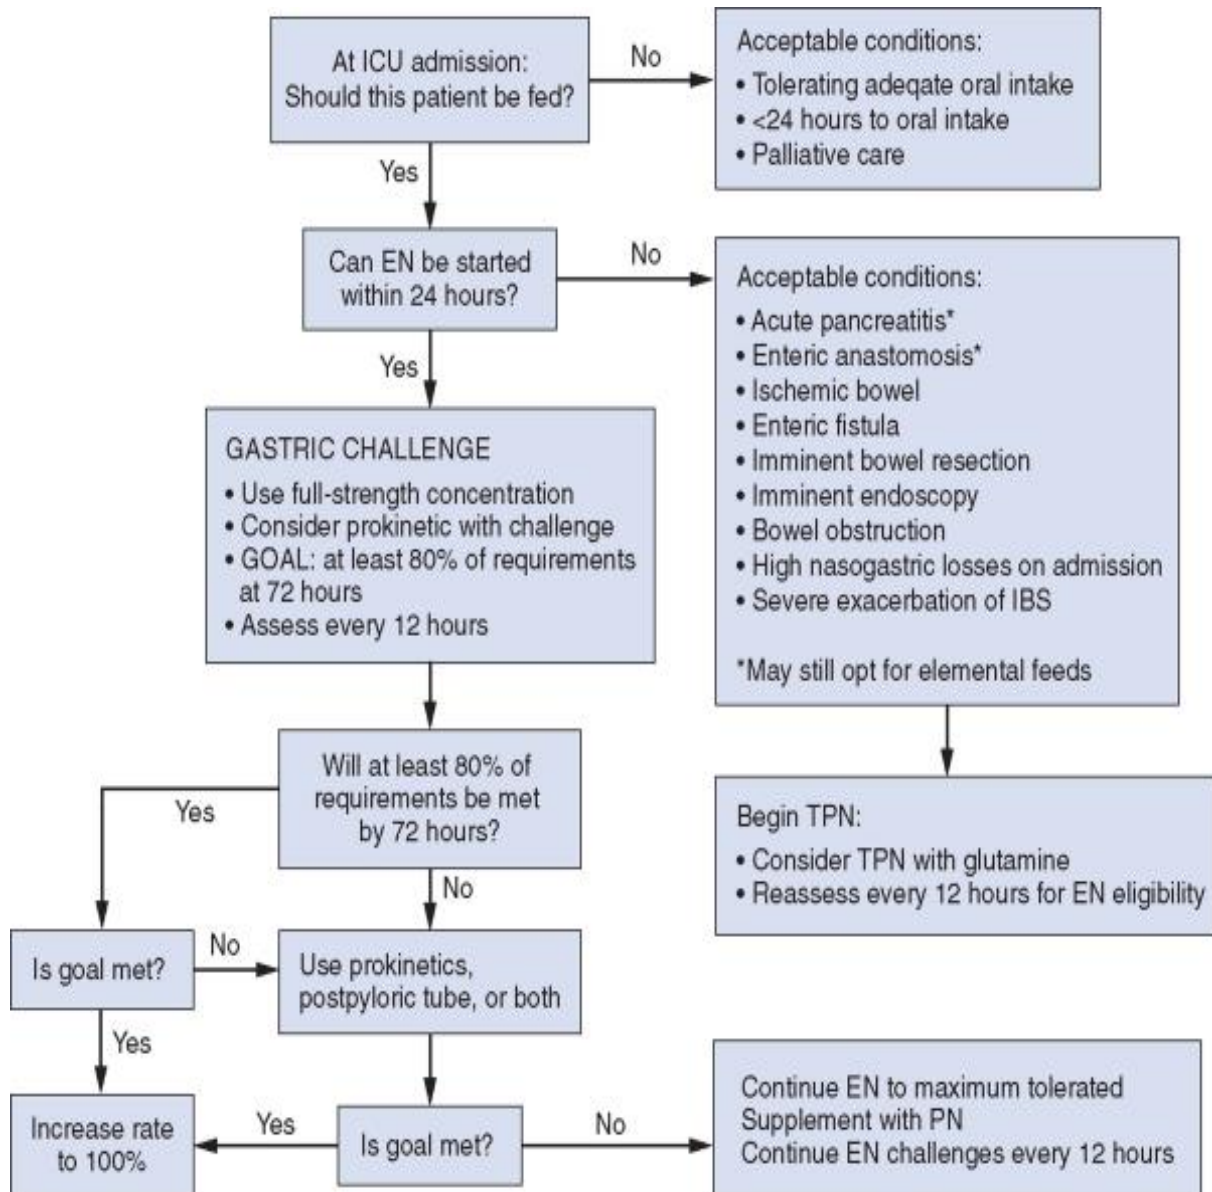 At ICU admission:
Should this patient be fed?
No
Acceptable conditions:
• Tolerating adeqate oral intake
• <24 hours to oral intake
• Palliative care
Yes
Can EN be started
within 24 hours?
No
Acceptable conditions:
• Acute pancreatitis*
• Enteric anastomosis*
• Ischemic bowel
• Enteric fistula
• Imminent bowel resection
• Imminent endoscopy
• Bowel obstruction
• High nasogastric losses on admission
• Severe exacerbation of IBS
*May still opt for elemental feeds
Yes
GASTRIC CHALLENGE
• Use full-strength concentration
• Consider prokinetic with challenge
• GOAL: at least 80% of requirements
at 72 hours
• Assess every 12 hours
Begin TPN:
• Consider TPN with glutamine
• Reassess every 12 hours for EN eligibility
Will at least 80% of
requirements be met
by 72 hours?
Yes
No
Is goal met?
No
Use prokinetics,
postpyloric tube, or both
Yes
Increase rate
to 100%
Yes
Is goal met?
No
Continue EN to maximum tolerated
Supplement with PN
Continue EN challenges every 12 hours